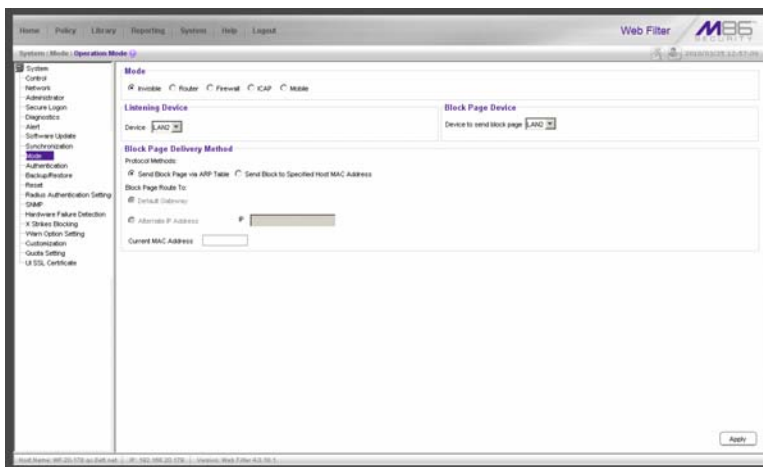 Home Policy Library Reporting System Help Logout
Web Filter M86 SECURITY
System : Mode : Operation Mode
System
Control
Network
Administrator
Secure Logon
Diagnostics
Alert
Software Update
Synchronization
Mode
Authentication
Backup/Restore
Reset
Radius Authentication Setting
SNMP
Hardware Failure Detection
X Strikes Blocking
Warn Option Setting
Customization
Quota Setting
UI SSL Certificate
Mode
Invisible Router Firewall ICAP Mobile
Listening Device
Device LAN2
Block Page Device
Device to send block page LAN2
Block Page Delivery Method
Protocol Methods:
Send Block Page via ARP Table Send Block to Specified Host MAC Address
Block Page Route To:
Default Gateway
Alternate IP Address IP
Current MAC Address
Apply
Host Name: